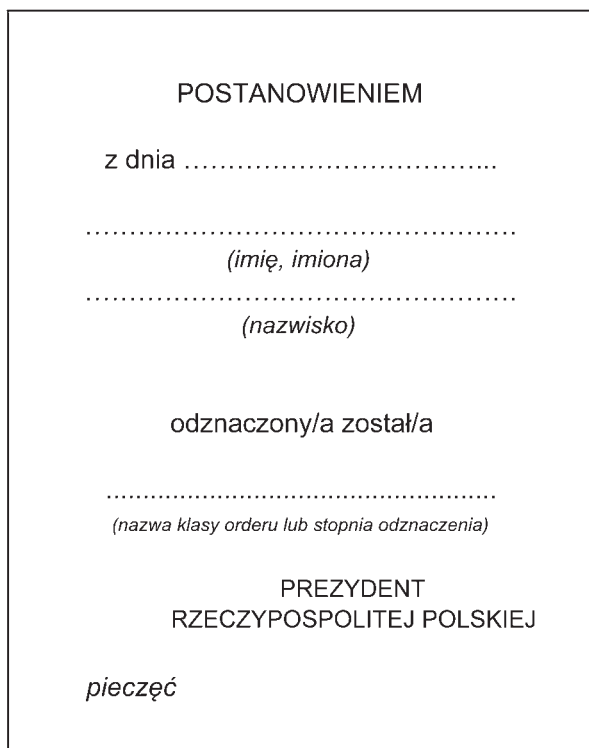 POSTANOWIENIEM
z dnia ………………………………...
…………………………………………
(imię, imiona)
…………………………………………
(nazwisko)
odznaczony/a został/a
.....................................................
(nazwa klasy orderu lub stopnia odznaczenia)
PREZYDENT
RZECZYPOSPOLITEJ POLSKIEJ
pieczęć